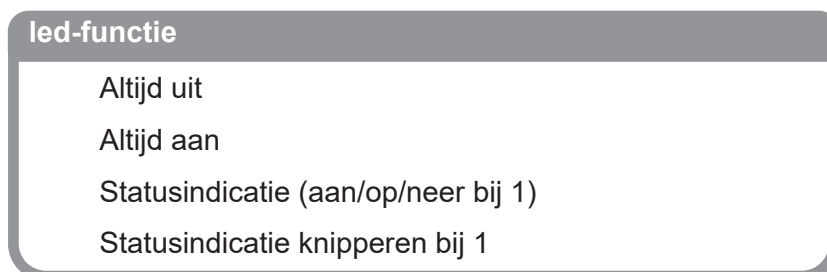 led-functie
Altijd uit
Altijd aan
Statusindicatie (aan/op/neer bij 1)
Statusindicatie knipperen bij 1